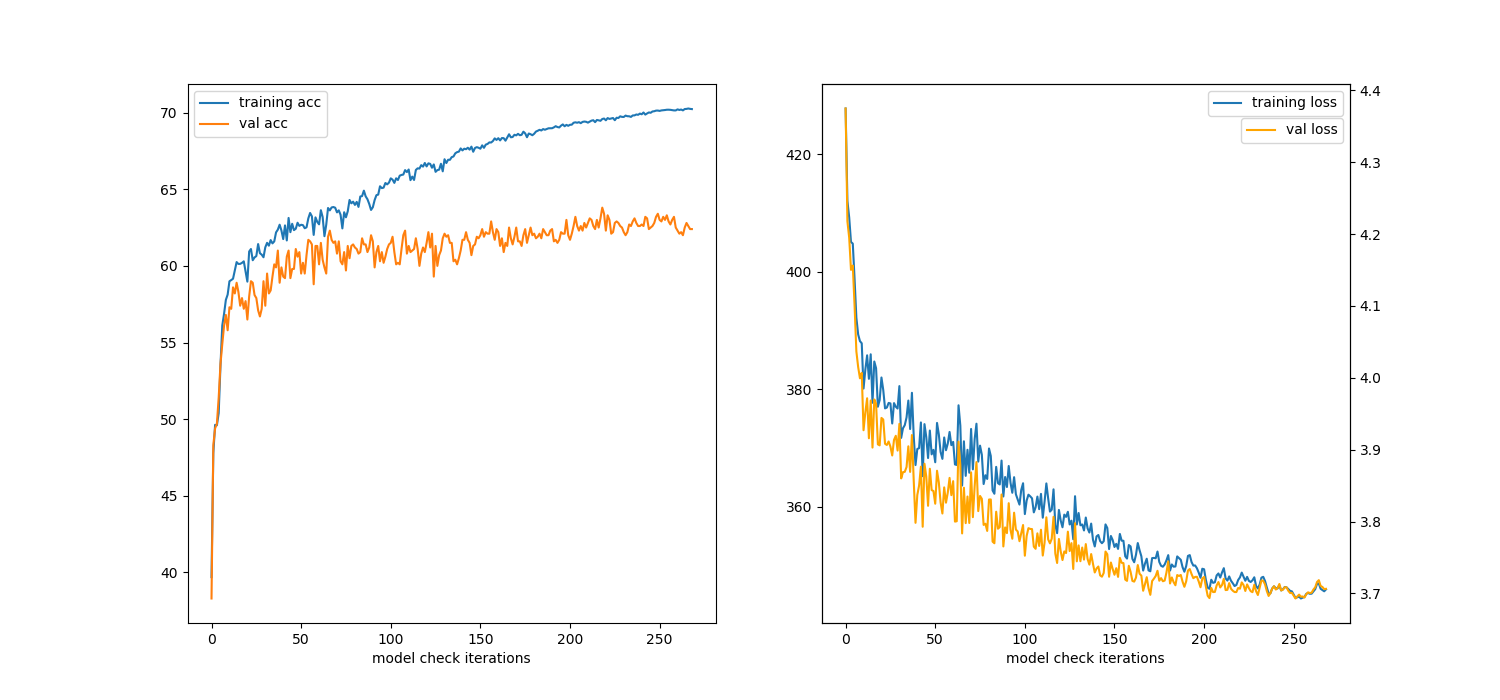 training acc
val acc
70
65
60
55
50
45
40
0 50 100 150 200 250
model check iterations
training loss
val loss
420
400
380
360
4.4
4.3
4.2
4.1
4.0
3.9
3.8
3.7
0 50 100 150 200 250
model check iterations